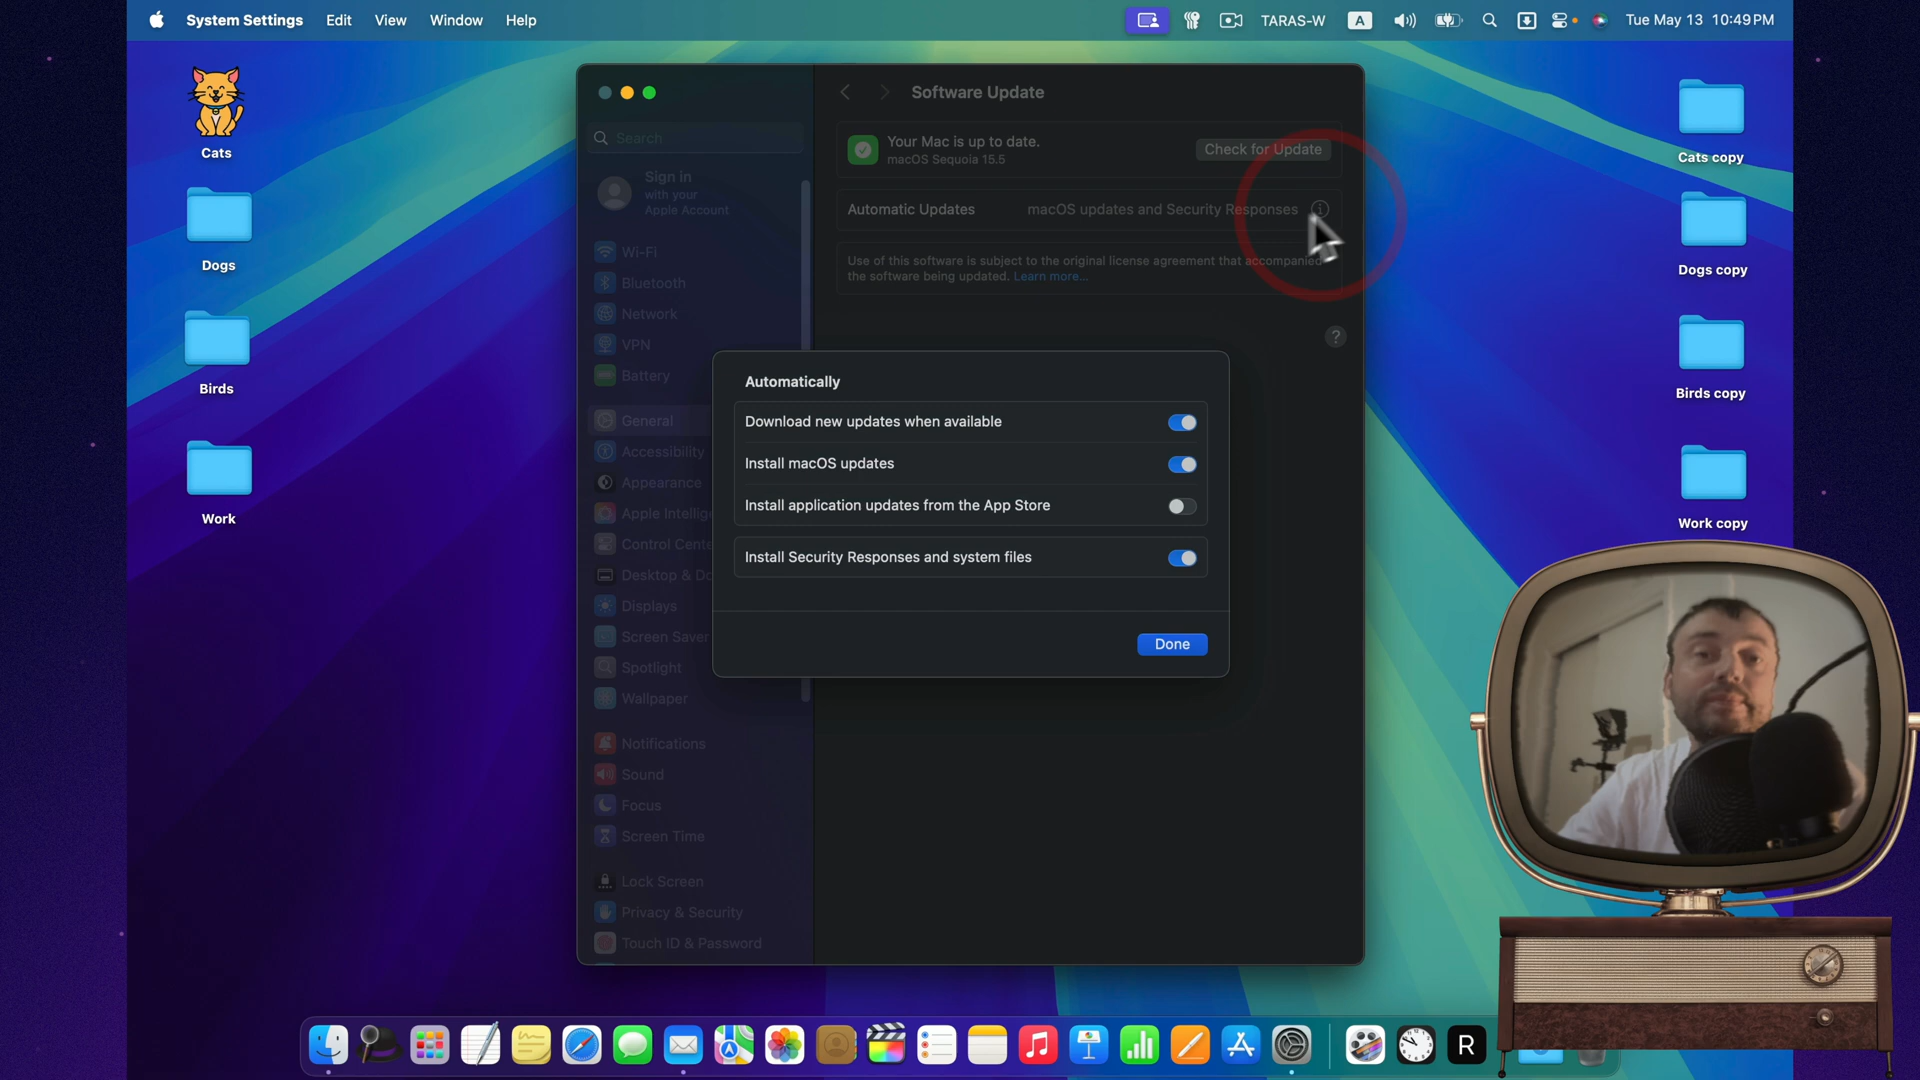 System Settings Edit View Window Help
TARAS-W A Tue May 13 10:49 PM
Cats
Dogs
Birds
Work
Cats copy
Dogs copy
Birds copy
Work copy
Software Update
Search
Sign in
with your
Apple Account
Wi-Fi
Bluetooth
Network
VPN
Battery
General
Accessibility
Appearance
Apple Intellige
Control Cente
Desktop & Do
Displays
Screen Saver
Spotlight
Wallpaper
Notifications
Sound
Focus
Screen Time
Lock Screen
Privacy & Security
Touch ID & Password
Your Mac is up to date.
macOS Sequoia 15.5
Check for Update
Automatic Updates macOS updates and Security Responses
Use of this software is subject to the original license agreement that accompanied
the software being updated. Learn more...
?
Automatically
Download new updates when available
Install macOS updates
Install application updates from the App Store
Install Security Responses and system files
Done
R